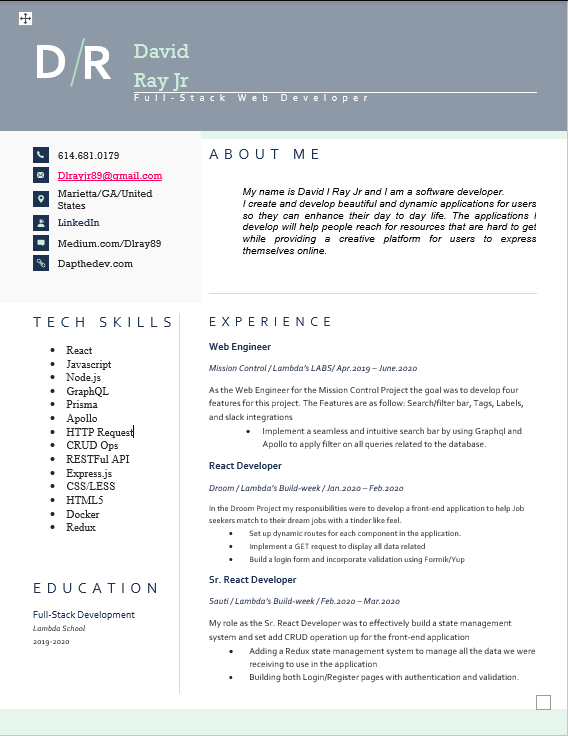 D/R
David
Ray Jr
Full-Stack Web Developer
614.681.0179
Dlrayjr89@gmail.com
Marietta/GA/United
States
LinkedIn
Medium.com/Dlray89
Dapthedev.com
ABOUT ME
My name is David I Ray Jr and I am a software developer.
I create and develop beautiful and dynamic applications for users
so they can enhance their day to day life. The applications I
develop will help people reach for resources that are hard to get
while providing a creative platform for users to express
themselves online.
TECH SKILLS
• React
• Javascript
• Node.js
• GraphQL
• Prisma
• Apollo
• HTTP Request
• CRUD Ops
• RESTFul API
• Express.js
• CSS/LESS
• HTML5
• Docker
• Redux
EDUCATION
Full-Stack Development
Lambda School
2019-2020
EXPERIENCE
Web Engineer
Mission Control / Lambda's LABS/ Apr.2019 – June.2020
As the Web Engineer for the Mission Control Project the goal was to develop four
features for this project. The Features are as follow: Search/filter bar, Tags, Labels,
and slack integrations
• Implement a seamless and intuitive search bar by using Graphql and
Apollo to apply filter on all queries related to the database.
React Developer
Droom / Lambda's Build-week / Jan.2020 – Feb.2020
In the Droom Project my responsibilities were to develop a front-end application to help Job
seekers match to their dream jobs with a tinder like feel.
• Set up dynamic routes for each component in the application.
• Implement a GET request to display all data related
• Build a login form and incorporate validation using Formik/Yup
Sr. React Developer
Sauti / Lambda's Build-week / Feb.2020 – Mar.2020
My role as the Sr. React Developer was to effectively build a state management
system and set add CRUD operation up for the front-end application
• Adding a Redux state management system to manage all the data we were
receiving to use in the application
• Building both Login/Register pages with authentication and validation.